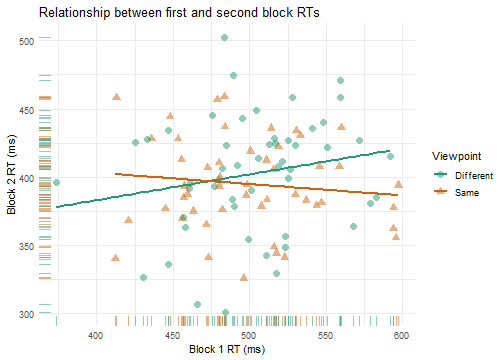 Relationship between first and second block RTs
500
450
400
350
300
Block 2 RT (ms)
400
450
500
550
600
Block 1 RT (ms)
Viewpoint
Different
Same